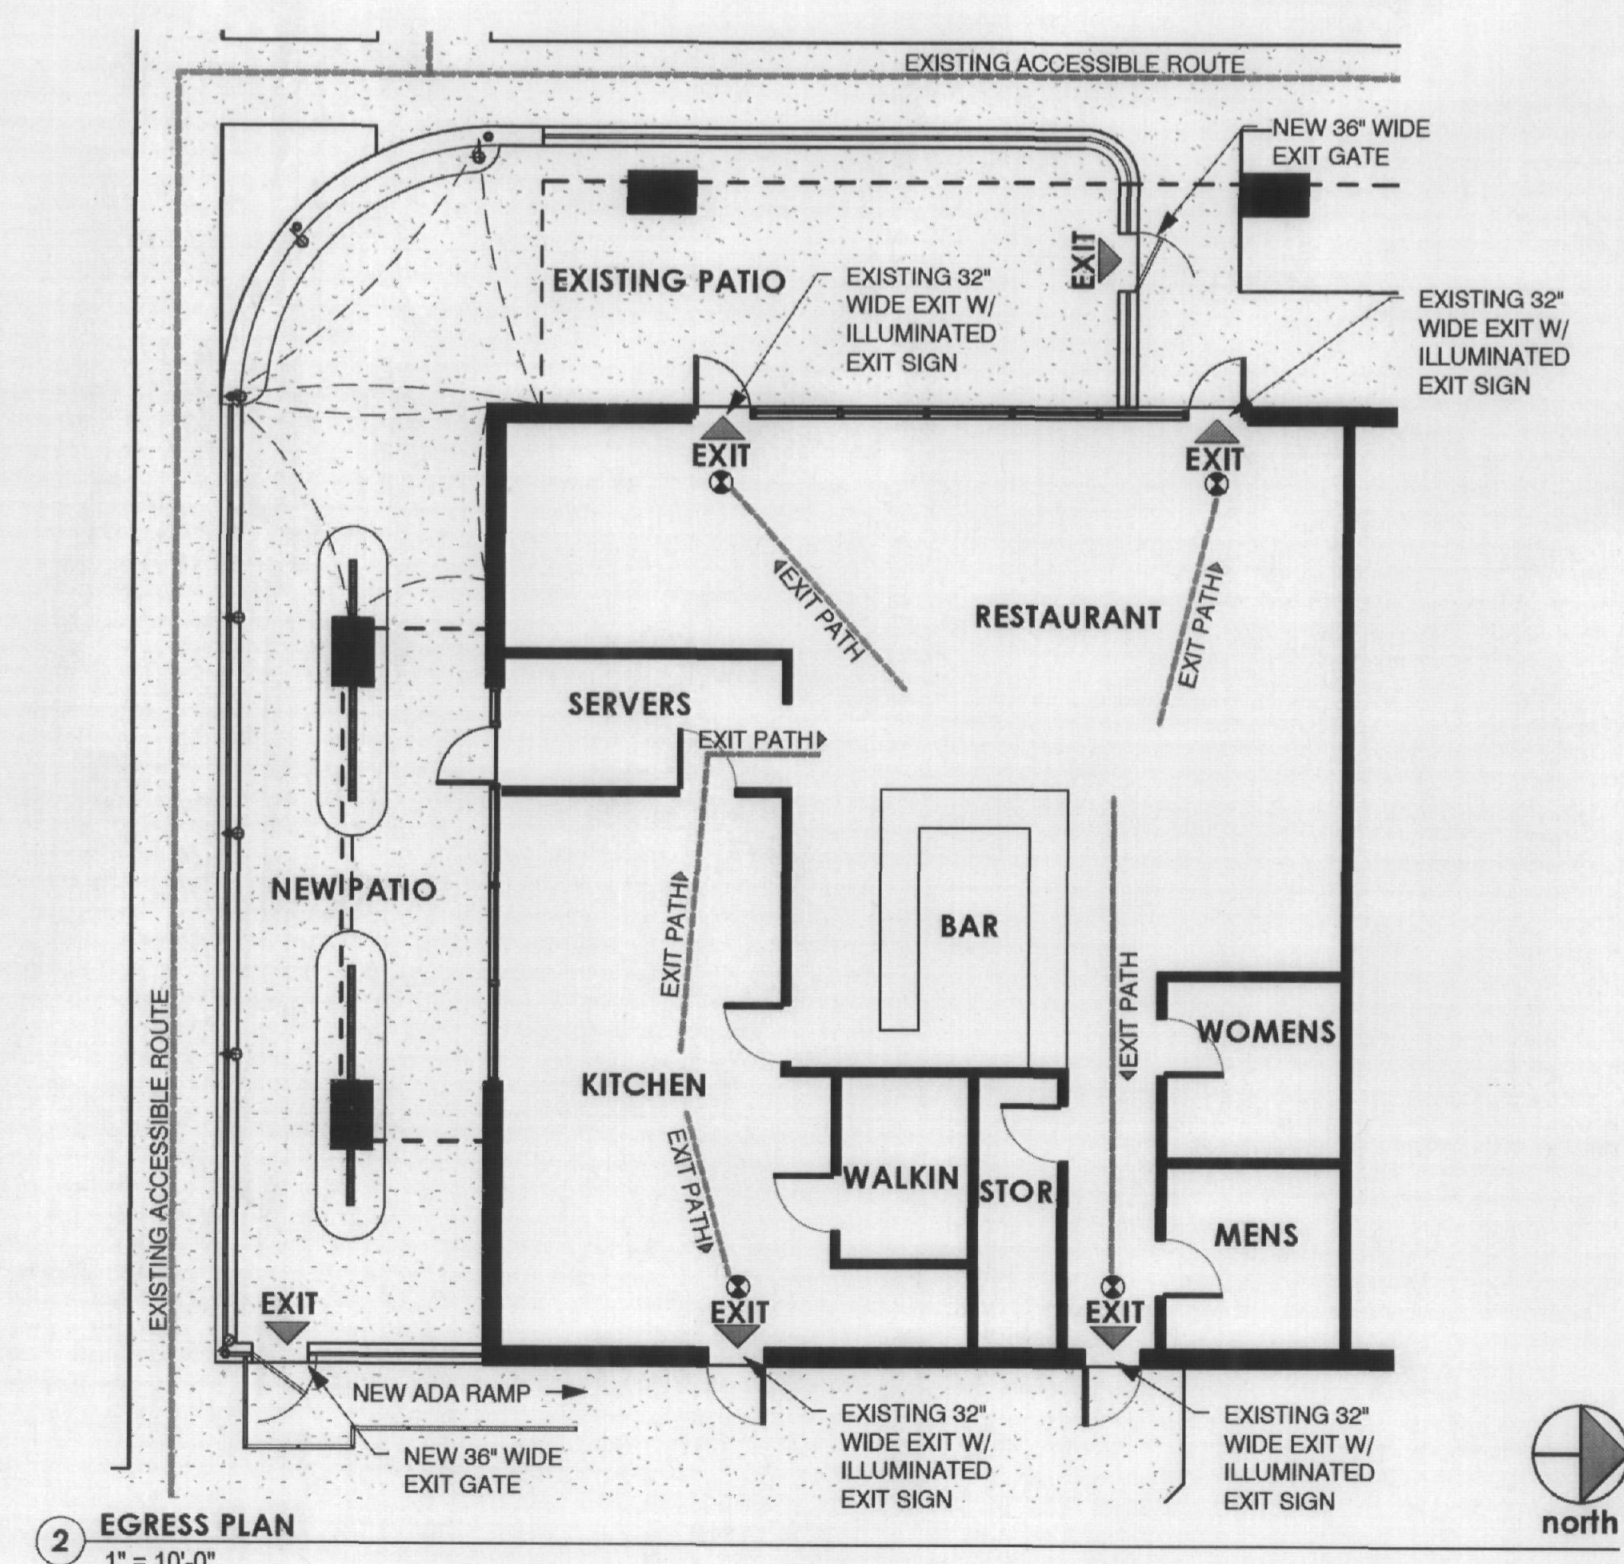 EXISTING ACCESSIBLE ROUTE
NEW 36" WIDE
EXIT GATE
EXIT
EXISTING PATIO
EXISTING 32"
WIDE EXIT W/
ILLUMINATED
EXIT SIGN
EXISTING 32"
WIDE EXIT W/
ILLUMINATED
EXIT SIGN
EXIT
EXIT
EXIT PATH
EXIT PATH
RESTAURANT
SERVERS
EXIT PATH
NEW PATIO
EXIT PATH
BAR
EXIT PATH
WOMENS
KITCHEN
EXIT PATH
WALKIN
STOR
MENS
EXISTING ACCESSIBLE ROUTE
EXIT
EXIT
EXIT
NEW ADA RAMP
NEW 36" WIDE
EXIT GATE
EXISTING 32"
WIDE EXIT W/
ILLUMINATED
EXIT SIGN
EXISTING 32"
WIDE EXIT W/
ILLUMINATED
EXIT SIGN
north
2 EGRESS PLAN
1" = 10'-0"